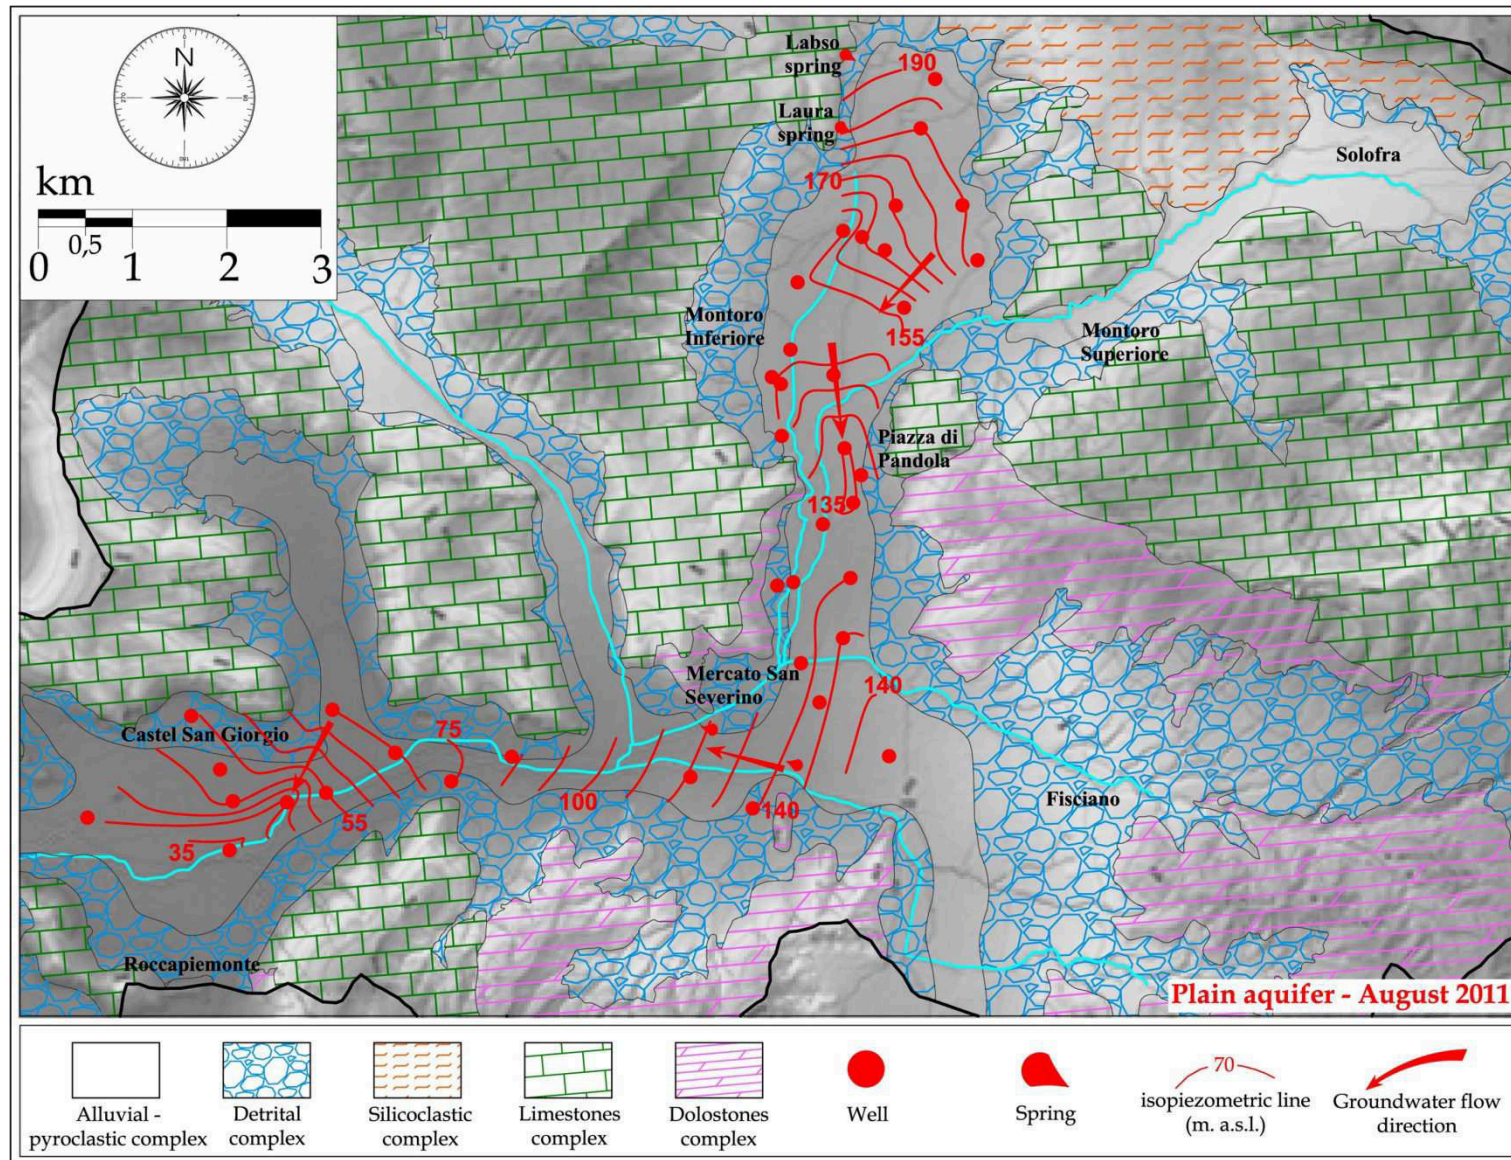 N
km
0,5
0 1 2 3
Labso
spring
190
Laura
spring
170
Solofra
Montoro
Inferiore
155
Montoro
Superiore
Piazza di
Pandola
135
Mercato San
Severino
140
Castel San Giorgio
75
100
140
Fisciano
55
35
Roccapiemonte
Plain aquifer - August 2011
Alluvial -
pyroclastic complex
Detrital
complex
Silicoclastic
complex
Limestones
complex
Dolostones
complex
Well
Spring
70
isopiezometric line
(m. a.s.l.)
Groundwater flow
direction